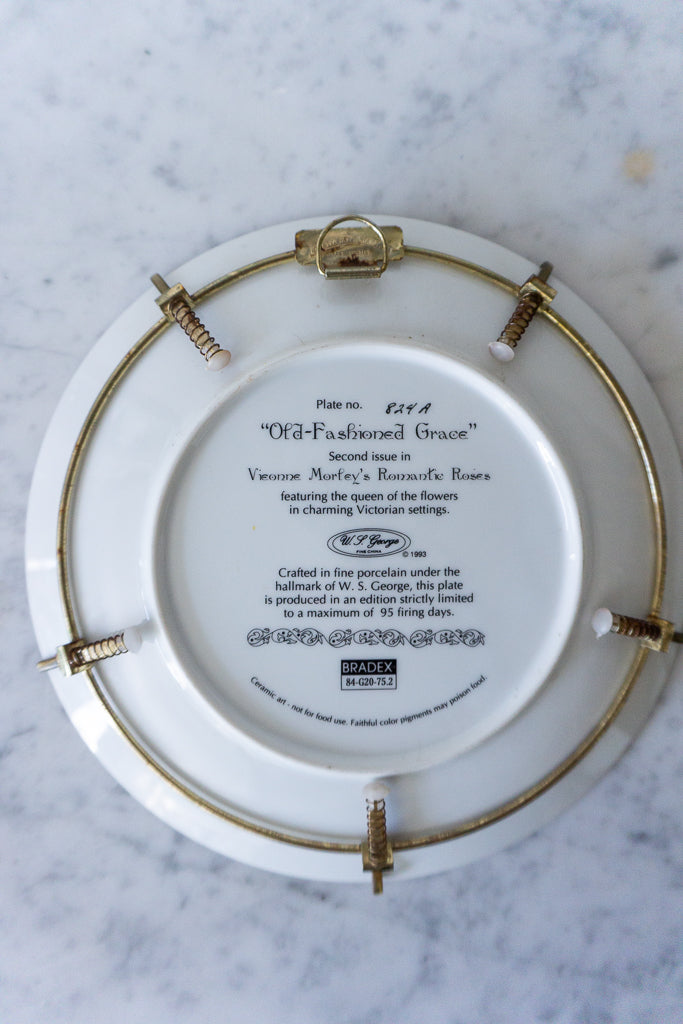 Plate no. 824 A
"Old-Fashioned Grace"
Second issue in
Vieonne Morley's Romantic Roses
featuring the queen of the flowers
in charming Victorian settings.
W.S. George
FINE CHINA
© 1993
Crafted in fine porcelain under the
hallmark of W. S. George, this plate
is produced in an edition strictly limited
to a maximum of 95 firing days.
BRADEX
84-G20-75.2
Ceramic art - not for food use. Faithful color pigments may poison food.